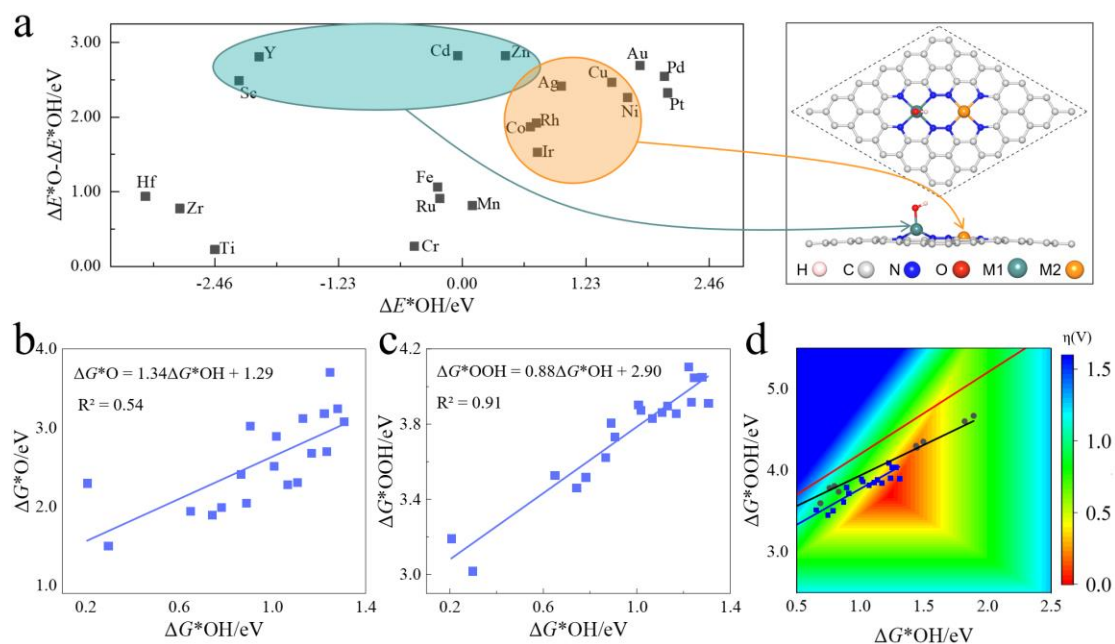 a
3.00
2.00
1.00
0.00
ΔE*O-ΔE*OH/eV
-2.46
-1.23
0.00
1.23
2.46
ΔE*OH/eV
Y
Sc
Cd
Zn
Au
Pd
Pt
Cu
Ag
Ni
Co
Rh
Ir
Hf
Zr
Ti
Fe
Ru
Mn
Cr
H C N O M1 M2
b
ΔG*O = 1.34ΔG*OH + 1.29
R² = 0.54
4.0
3.0
2.0
1.0
ΔG*O/eV
0.2
0.6
1.0
1.4
ΔG*OH/eV
c
ΔG*OOH = 0.88ΔG*OH + 2.90
R² = 0.91
4.2
3.8
3.4
3.0
ΔG*OOH/eV
0.2
0.6
1.0
1.4
ΔG*OH/eV
d
η(V)
5.0
4.0
3.0
ΔG*OOH/eV
0.5
1.0
1.5
2.0
2.5
ΔG*OH/eV
1.6
1.2
0.8
0.4
0.0